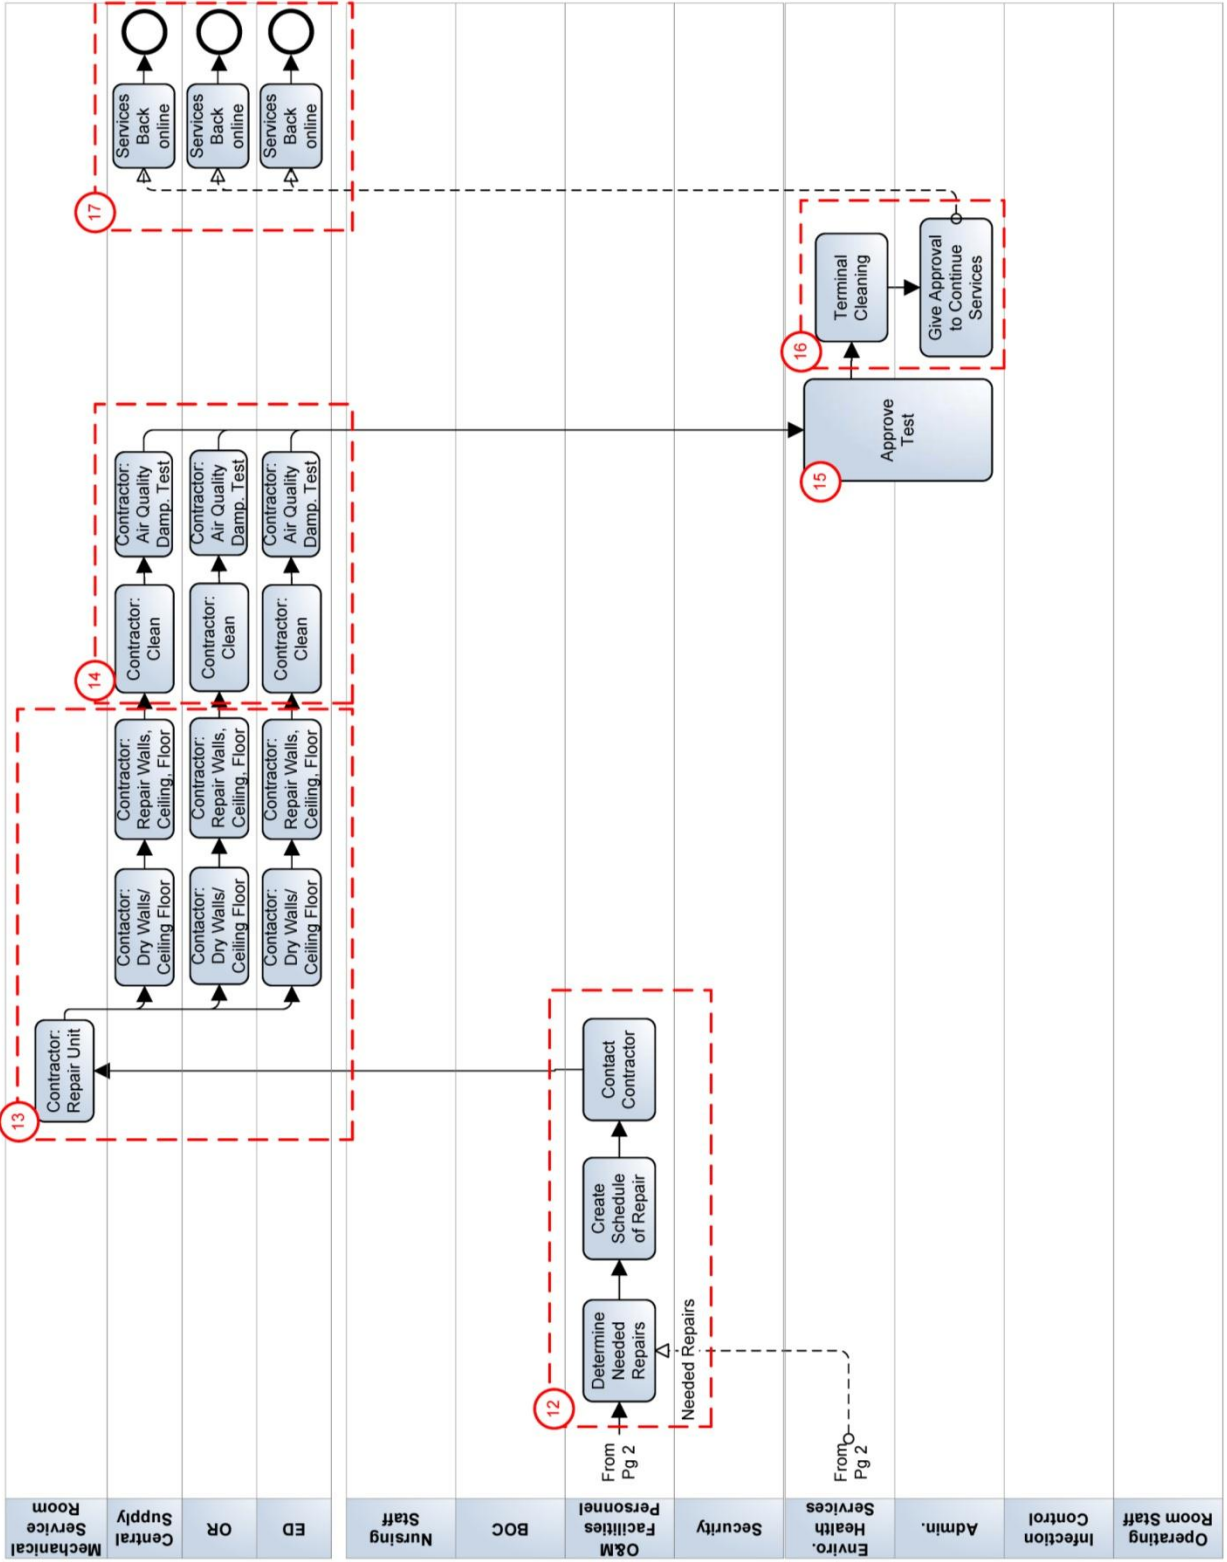 Mechanical
Service
Room
Central
Supply
OR
ED
Nursing
Staff
BOC
O&M
Facilities
Personnel
Security
Enviro.
Health
Services
Admin.
Infection
Control
Operating
Room Staff
From
Pg 2
From
Pg 2
12
Determine
Needed
Repairs
Needed Repairs
Create
Schedule
of Repair
Contact
Contractor
13
Contractor:
Repair Unit
Contactor:
Dry Walls/
Ceiling Floor
Contractor:
Repair Walls,
Ceiling, Floor
Contactor:
Dry Walls/
Ceiling Floor
Contractor:
Repair Walls,
Ceiling, Floor
Contactor:
Dry Walls/
Ceiling Floor
Contractor:
Repair Walls,
Ceiling, Floor
14
Contractor:
Clean
Contractor:
Air Quality
Damp. Test
Contractor:
Clean
Contractor:
Air Quality
Damp. Test
Contractor:
Clean
Contractor:
Air Quality
Damp. Test
15
Approve
Test
16
Terminal
Cleaning
Give Approval
to Continue
Services
17
Services
Back
online
Services
Back
online
Services
Back
online